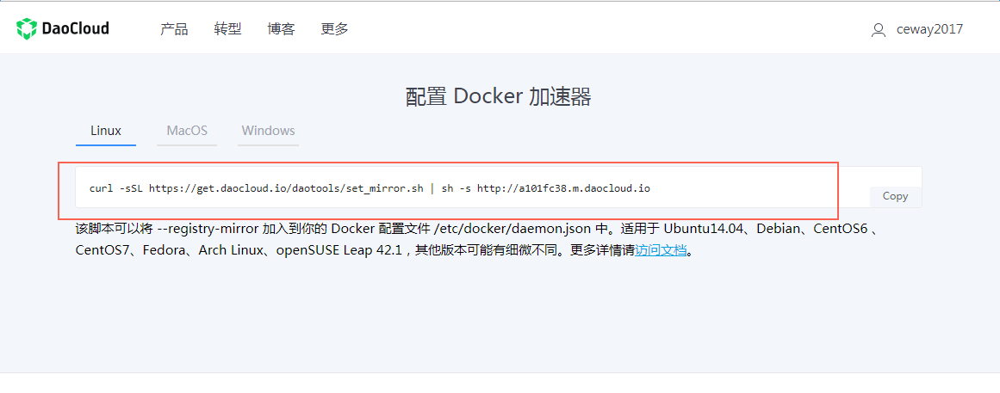 DaoCloud 产品 转型 博客 更多 ceway2017
配置 Docker 加速器
Linux MacOS Windows
curl -sSL https://get.daocloud.io/daotools/set_mirror.sh | sh -s http://a101fc38.m.daocloud.io
Copy
该脚本可以将 --registry-mirror 加入到你的 Docker 配置文件 /etc/docker/daemon.json 中。适用于 Ubuntu14.04、Debian、CentOS6 、
CentOS7、Fedora、Arch Linux、openSUSE Leap 42.1，其他版本可能有细微不同。更多详情请访问文档。